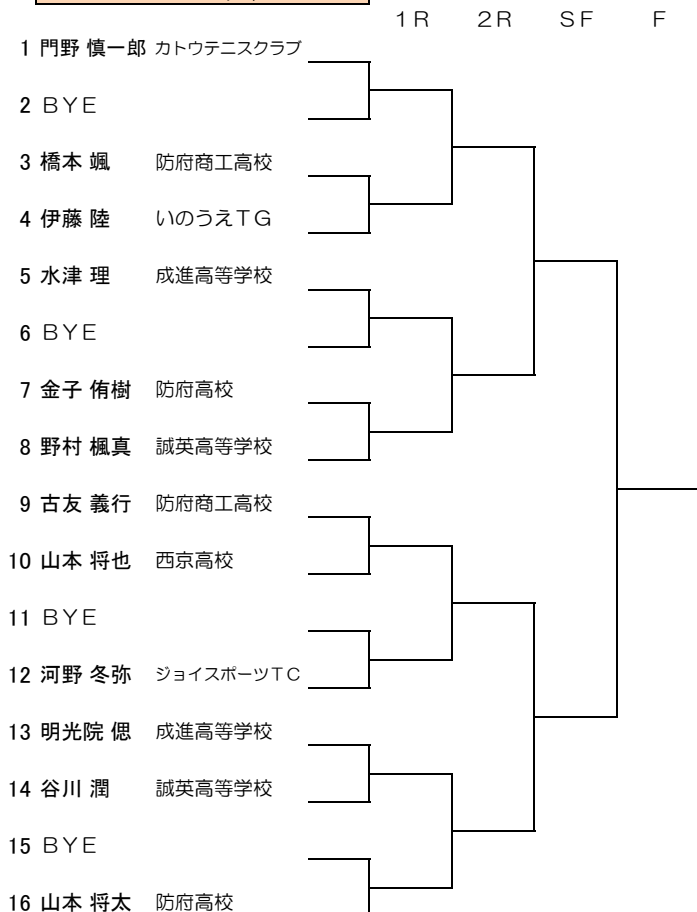 １Ｒ ２Ｒ ＳＦ Ｆ
1 門野 慎一郎 カトウテニスクラブ
2 ＢＹＥ
3 橋本 颯 防府商工高校
4 伊藤 陸 いのうえＴＧ
5 水津 理 成進高等学校
6 ＢＹＥ
7 金子 侑樹 防府高校
8 野村 楓真 誠英高等学校
9 古友 義行 防府商工高校
10 山本 将也 西京高校
11 ＢＹＥ
12 河野 冬弥 ジョイスポーツＴＣ
13 明光院 偲 成進高等学校
14 谷川 潤 誠英高等学校
15 ＢＹＥ
16 山本 将太 防府高校